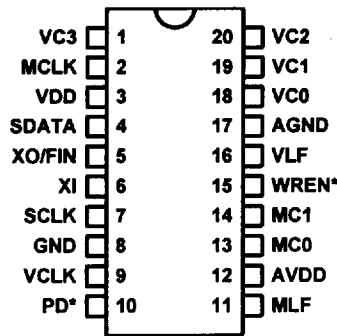 VC3 1 20 VC2
MCLK 2 19 VC1
VDD 3 18 VC0
SDATA 4 17 AGND
XO/FIN 5 16 VLF
XI 6 15 WREN*
SCLK 7 14 MC1
GND 8 13 MC0
VCLK 9 12 AVDD
PD* 10 11 MLF